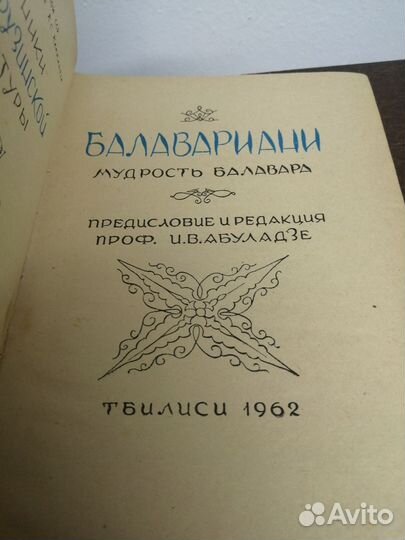 БАЛАВАРИАНИ
МУДРОСТЬ БАЛАВАРА
ПРЕДИСЛОВИЕ И РЕДАКЦИЯ
ПРОФ. И.В.АБУЛАДЗЕ
ТБИЛИСИ 1962
Avito